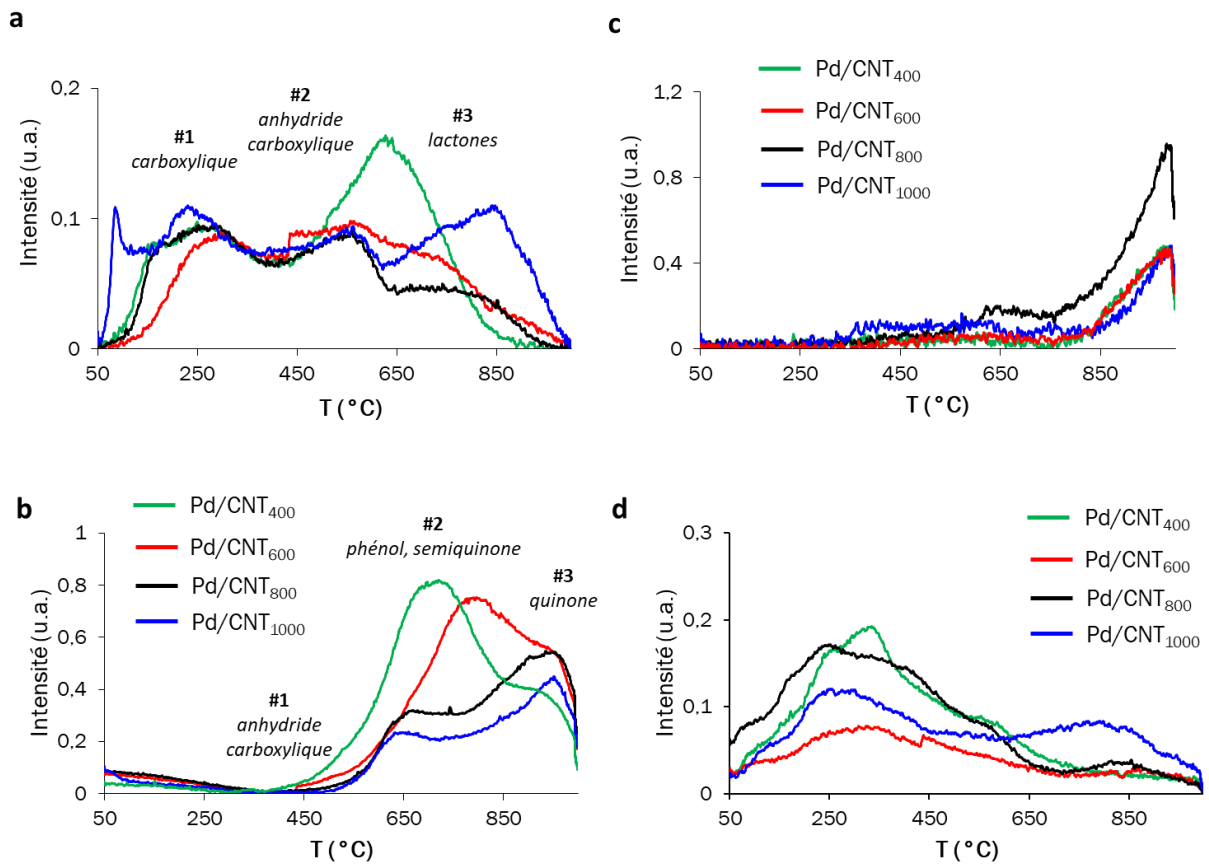 a
Intensité (u.a.)
0,2
0.1
0
#1
carboxylique
#2
anhydride
carboxylique
#3
lactones
50 250 450 650 850
T (°C)
c
Pd/CNT400
Pd/CNT600
Pd/CNT800
Pd/CNT1000
Intensité (u.a.)
1,2
0.8
0.4
0
50 250 450 650 850
T (°C)
b
Pd/CNT400
Pd/CNT600
Pd/CNT800
Pd/CNT1000
Intensité (u.a.)
1
0,8
0,6
0,4
0,2
0
#1
anhydride
carboxylique
#2
phénol, semiquinone
#3
quinone
50 250 450 650 850
T (°C)
d
Pd/CNT400
Pd/CNT600
Pd/CNT800
Pd/CNT1000
Intensité (u.a.)
0.3
0.2
0.1
0
50 250 450 650 850
T (°C)